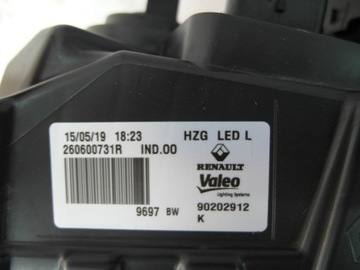 15/05/19 18:23 HZG LED L
260600731R IND.00
RENAULT
Valeo
Lighting Systems
9697 BW 90202912
K